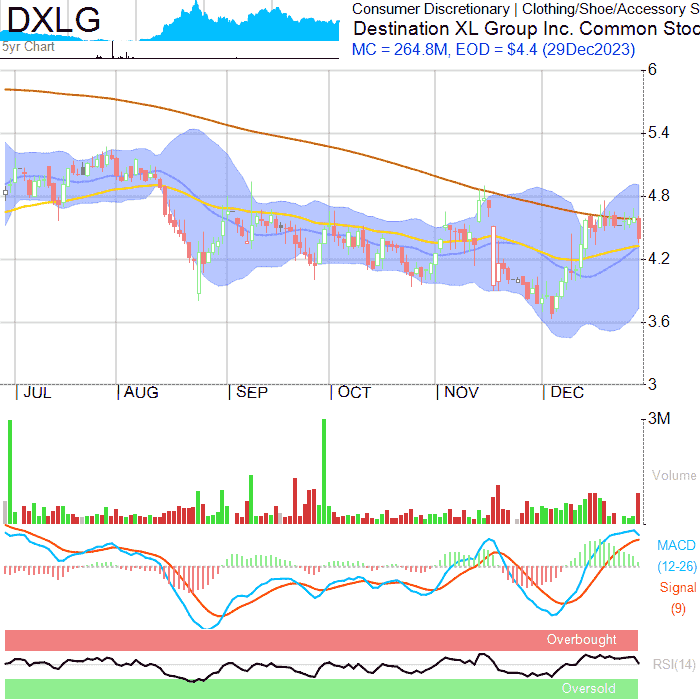 DXLG
5yr Chart
Consumer Discretionary | Clothing/Shoe/Accessory S
Destination XL Group Inc. Common Stoc
MC = 264.8M, EOD = $4.4 (29Dec2023)
6
5.4
4.8
4.2
3.6
3
JUL AUG SEP OCT NOV DEC
3M
Volume
MACD
(12-26)
Signal
(9)
Overbought
RSI(14)
Oversold